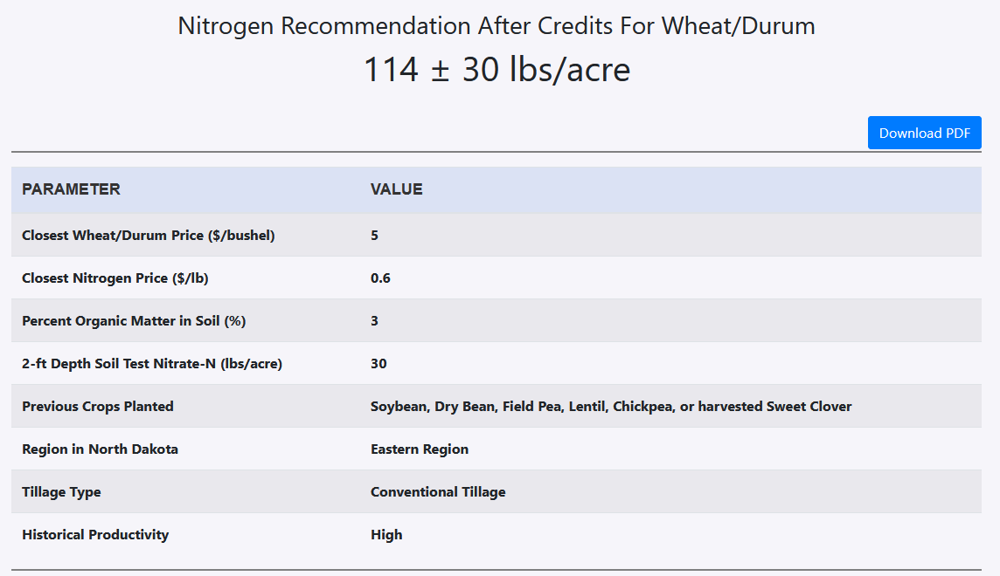 Nitrogen Recommendation After Credits For Wheat/Durum
114 ± 30 lbs/acre
Download PDF
PARAMETER VALUE
Closest Wheat/Durum Price ($/bushel) 5
Closest Nitrogen Price ($/lb) 0.6
Percent Organic Matter in Soil (%) 3
2-ft Depth Soil Test Nitrate-N (lbs/acre) 30
Previous Crops Planted Soybean, Dry Bean, Field Pea, Lentil, Chickpea, or harvested Sweet Clover
Region in North Dakota Eastern Region
Tillage Type Conventional Tillage
Historical Productivity High